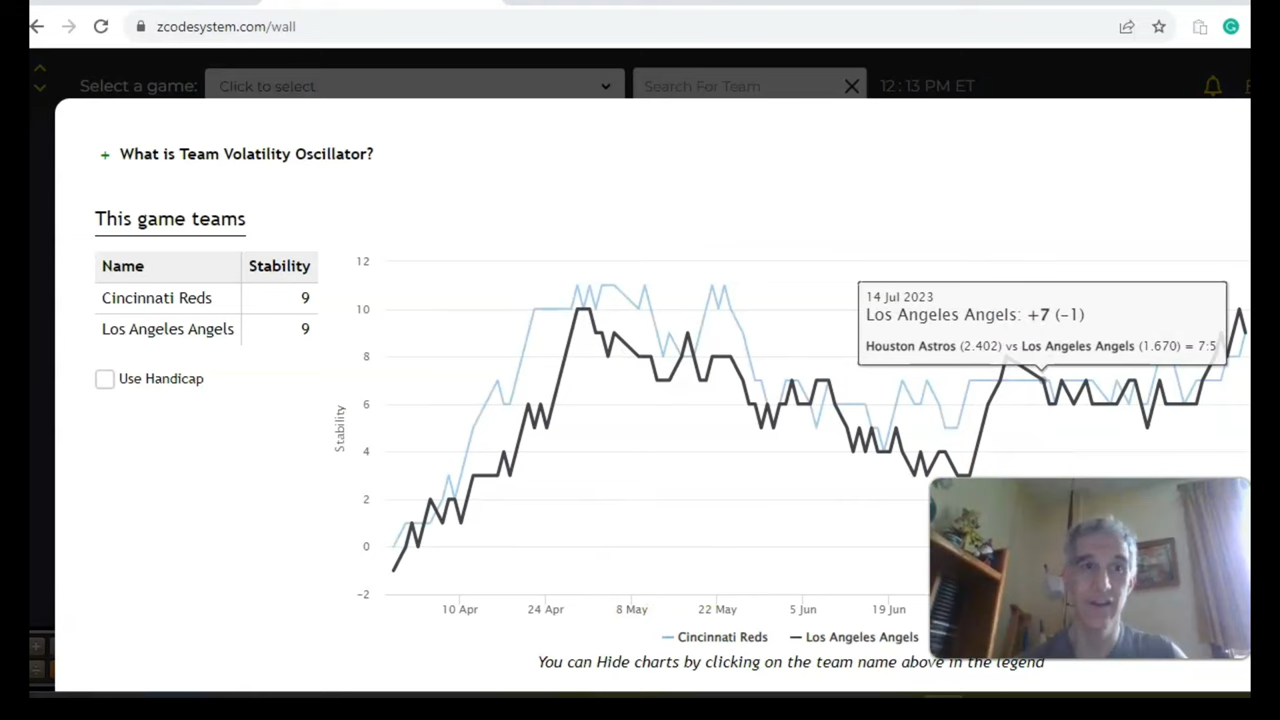 zcodesystem.com/wall
Select a game: Click to select. Search For Team 12:13 PM ET
+ What is Team Volatility Oscillator?
This game teams
Name Stability
Cincinnati Reds 9
Los Angeles Angels 9
Use Handicap
Stability
12
10
8
6
4
2
0
-2
14 Jul 2023
Los Angeles Angels: +7 (-1)
Houston Astros (2.402) vs Los Angeles Angels (1.670) = 7:5
10 Apr 24 Apr 8 May 22 May 5 Jun 19 Jun
Cincinnati Reds Los Angeles Angels
You can Hide charts by clicking on the team name above in the legend